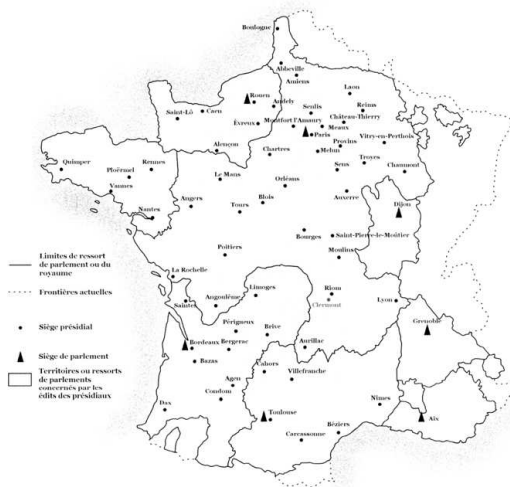 Boulogne
Abbeville
Amiens
Laon
Rouen
Andely
Senlis
Reims
Saint-Lô
Caen
Château-Thierry
Évreux
Montfort l'Amaury
Meaux
Paris
Provins
Vitry-en-Perthois
Alençon
Chartres
Melun
Quimper
Ploërmel
Rennes
Sens
Troyes
Chaumont
Le Mans
Orléans
Vannes
Auxerre
Angers
Blois
Dijon
Nantes
Tours
Bourges
Saint-Pierre-le-Moûtier
Poitiers
Moulins
Limites de ressort
de parlement ou du
royaume
La Rochelle
Frontières actuelles
Limoges
Riom
Saintes
Angoulême
Clermont
Lyon
Siège présidial
Périgueux
Grenoble
Brive
Siège de parlement
Bordeaux
Bergerac
Aurillac
Territoires ou ressorts
de parlements
concernés par les
édits des présidiaux
Bazas
Cahors
Villefranche
Agen
Condom
Dax
Nîmes
Toulouse
Aix
Béziers
Carcassonne